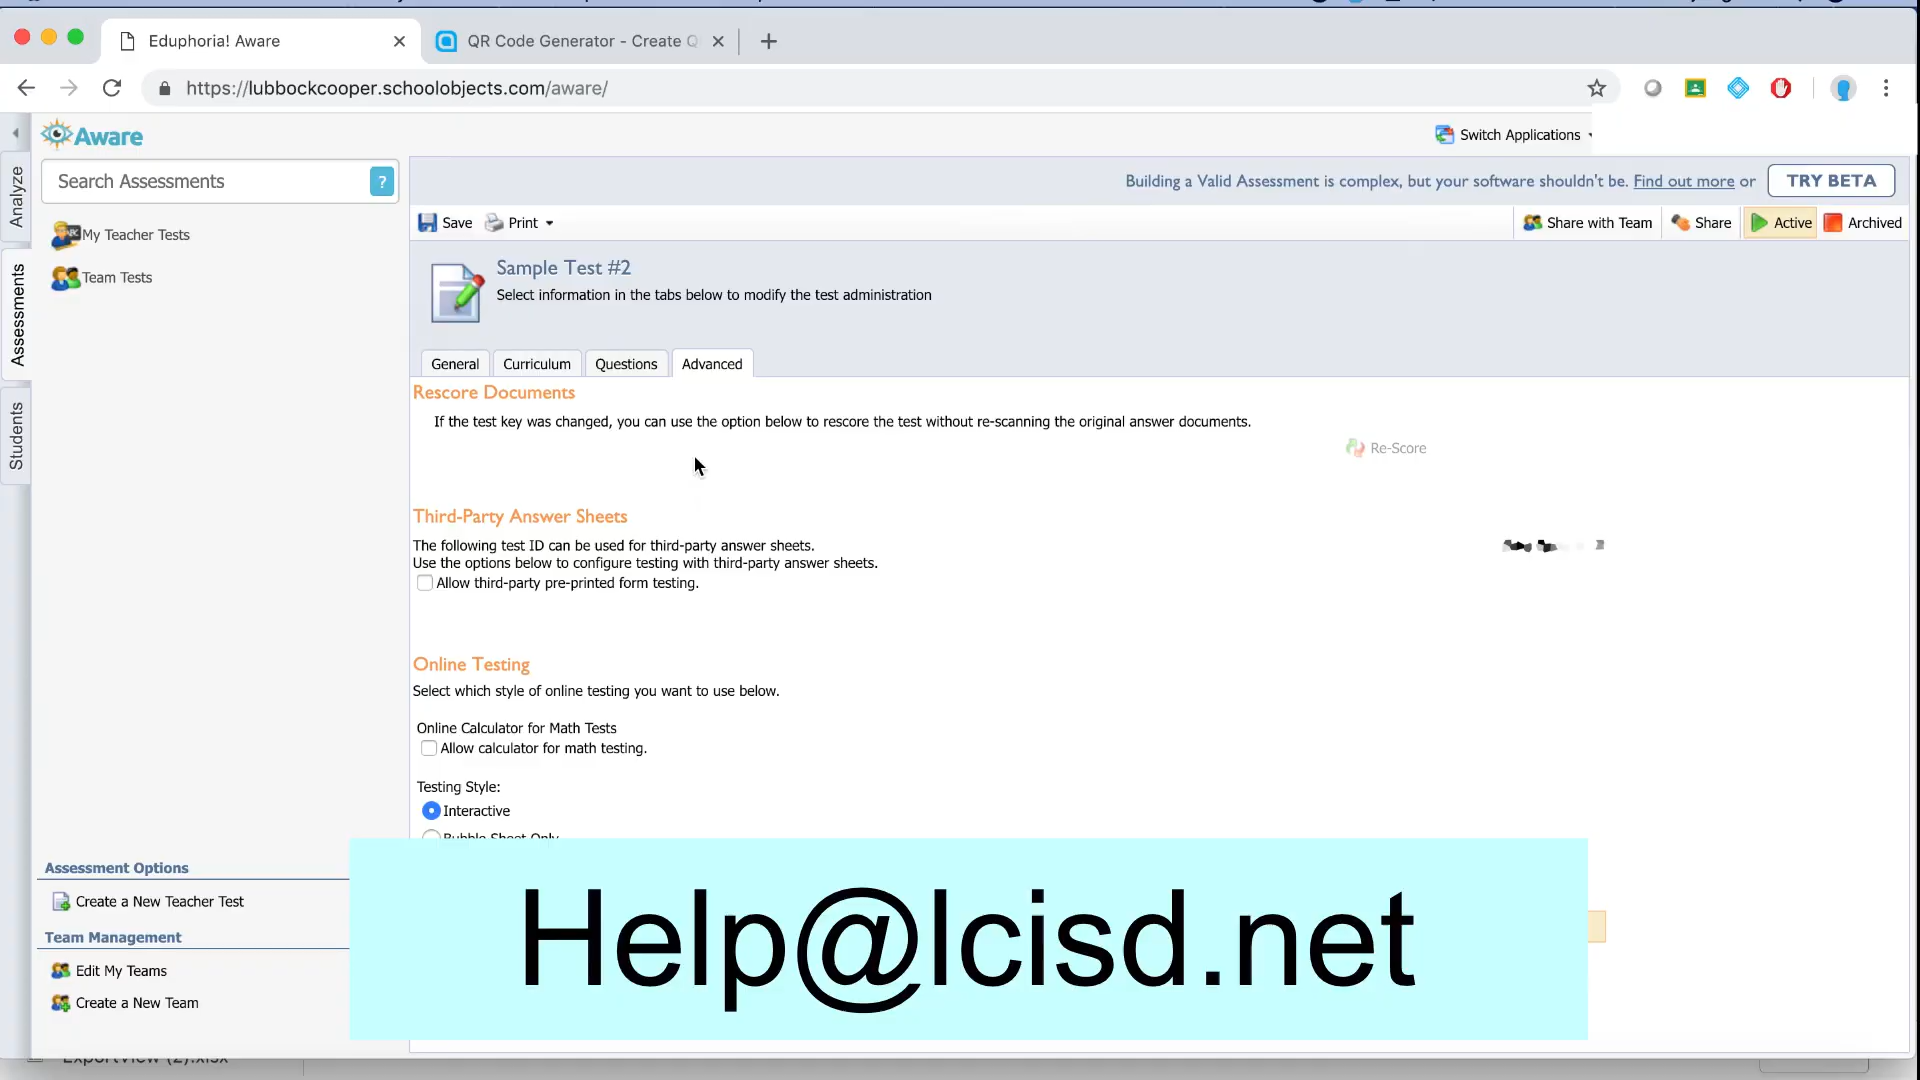 Eduphoria! Aware
QR Code Generator - Create Q
https://lubbockcooper.schoolobjects.com/aware/
Aware
Switch Applications
Analyze
Assessments
Students
Search Assessments
?
My Teacher Tests
Team Tests
Building a Valid Assessment is complex, but your software shouldn't be. Find out more or
TRY BETA
Save
Print
Share with Team
Share
Active
Archived
Sample Test #2
Select information in the tabs below to modify the test administration
General
Curriculum
Questions
Advanced
Rescore Documents
If the test key was changed, you can use the option below to rescore the test without re-scanning the original answer documents.
Re-Score
Third-Party Answer Sheets
The following test ID can be used for third-party answer sheets.
Use the options below to configure testing with third-party answer sheets.
Allow third-party pre-printed form testing.
Online Testing
Select which style of online testing you want to use below.
Online Calculator for Math Tests
Allow calculator for math testing.
Testing Style:
Interactive
Bubble Sheet Only
Assessment Options
Create a New Teacher Test
Team Management
Edit My Teams
Create a New Team
Help@lcisd.net
ExportView (2).xlsx